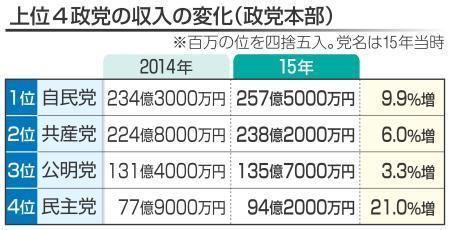 上位4政党の収入の変化(政党本部)
※百万の位を四捨五入。党名は15年当時
2014年 15年
1位 自民党 234億3000万円 257億5000万円 9.9%増
2位 共産党 224億8000万円 238億2000万円 6.0%増
3位 公明党 131億4000万円 135億7000万円 3.3%増
4位 民主党 77億9000万円 94億2000万円 21.0%増